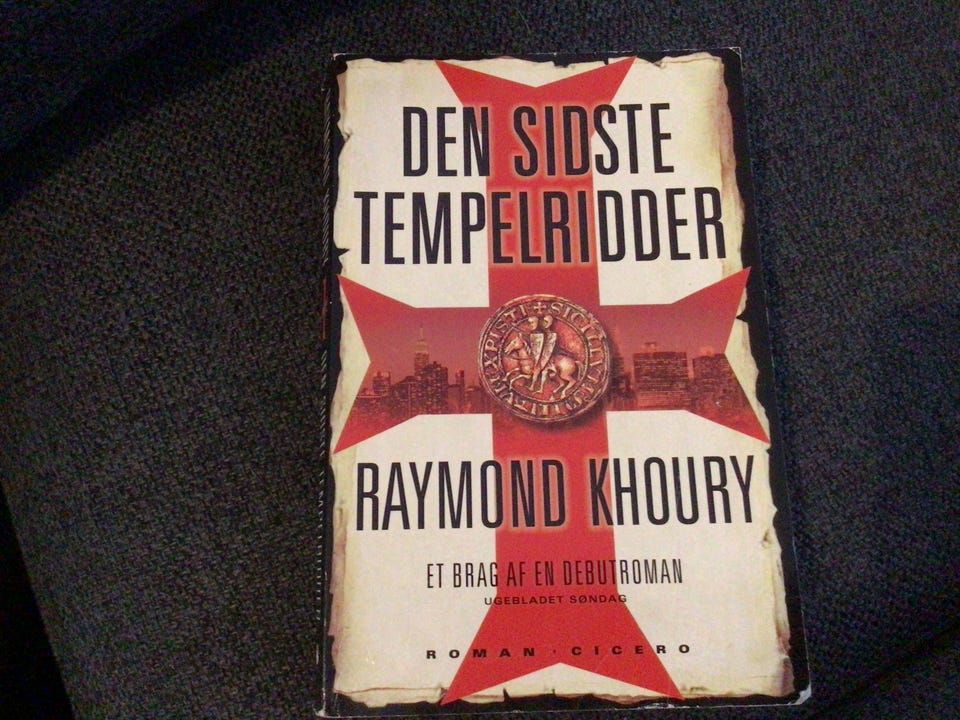 DEN SIDSTE
TEMPELRIDDER
RAYMOND KHOURY
ET BRAG AF EN DEBUTROMAN
UGEBLADET SØNDAG
ROMAN · CICERO